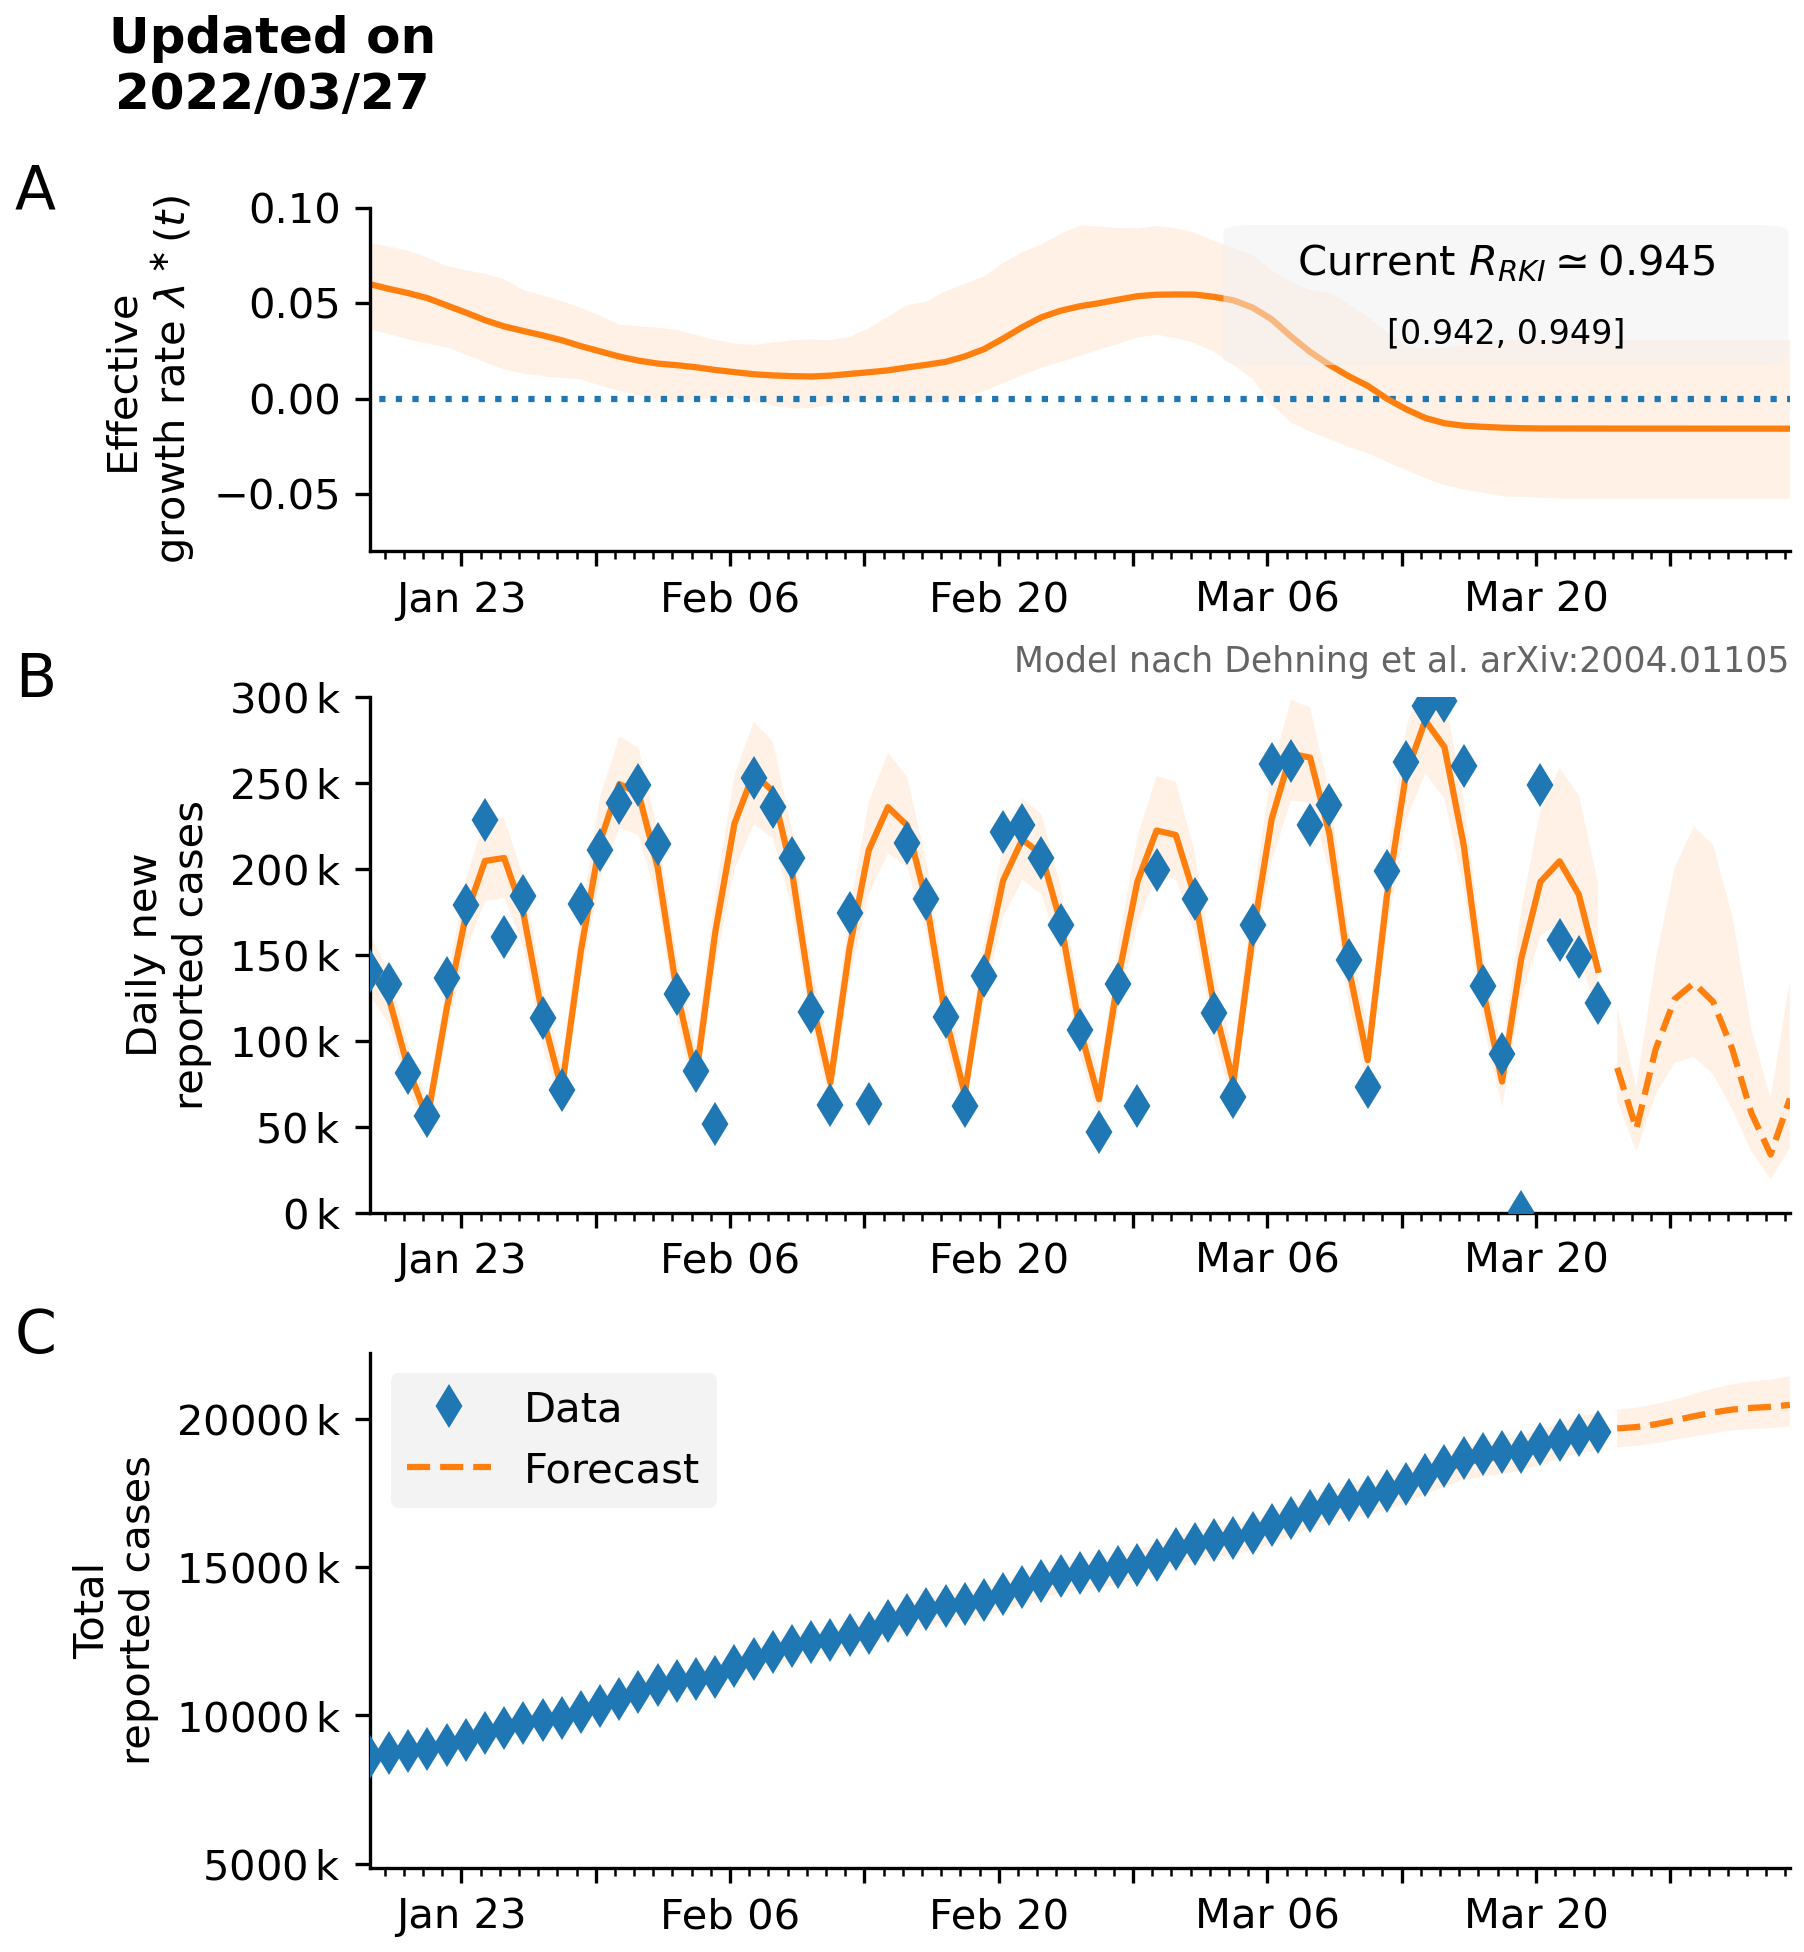 Updated on
2022/03/27
A
Effective
growth rate λ * (t)
0.10
0.05
0.00
−0.05
Current R_RKI ≃ 0.945
[0.942, 0.949]
Jan 23
Feb 06
Feb 20
Mar 06
Mar 20
B
Model nach Dehning et al. arXiv:2004.01105
Daily new
reported cases
300 k
250 k
200 k
150 k
100 k
50 k
0 k
Jan 23
Feb 06
Feb 20
Mar 06
Mar 20
C
Total
reported cases
20000 k
15000 k
10000 k
5000 k
Data
Forecast
Jan 23
Feb 06
Feb 20
Mar 06
Mar 20